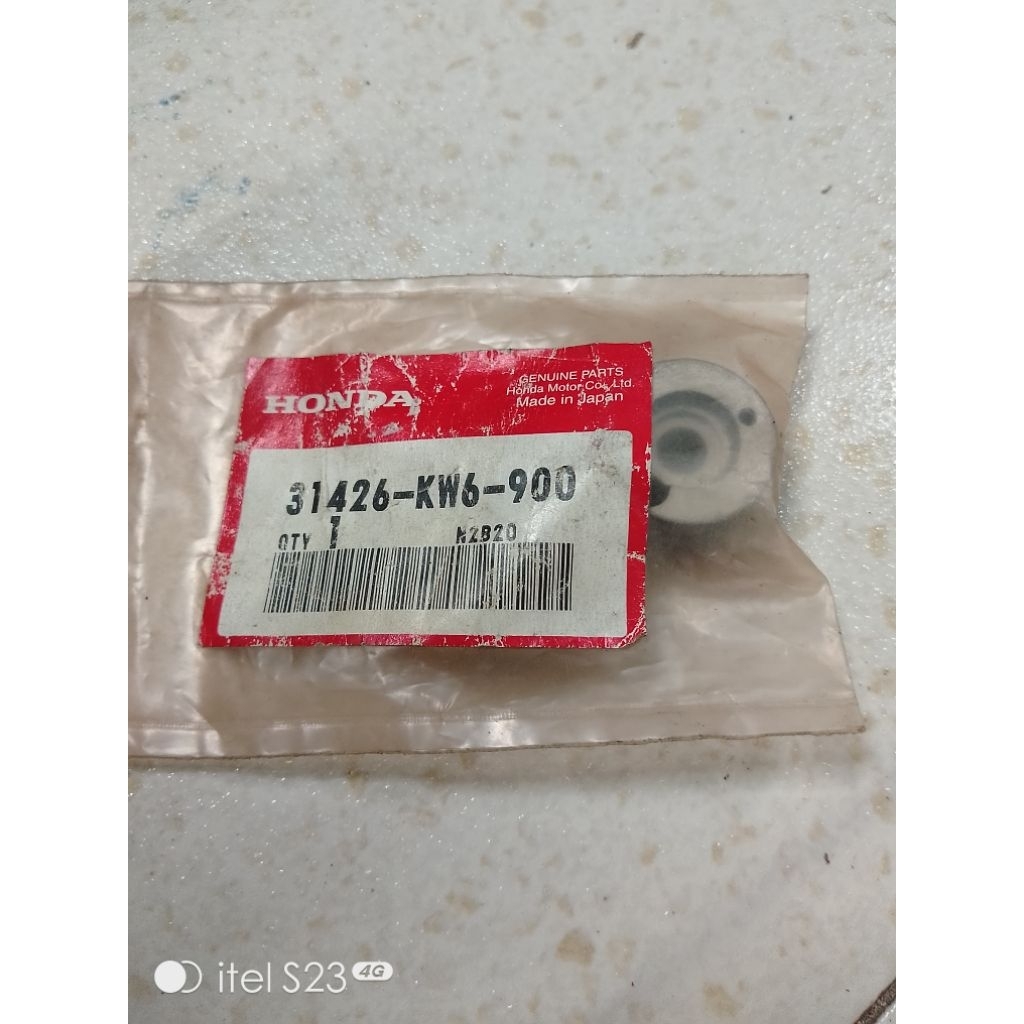 HONDA
GENUINE PARTS
Honda Motor Co., Ltd.
Made in Japan
31426-KW6-900
QTY 1 N2B20
itel S23 4G